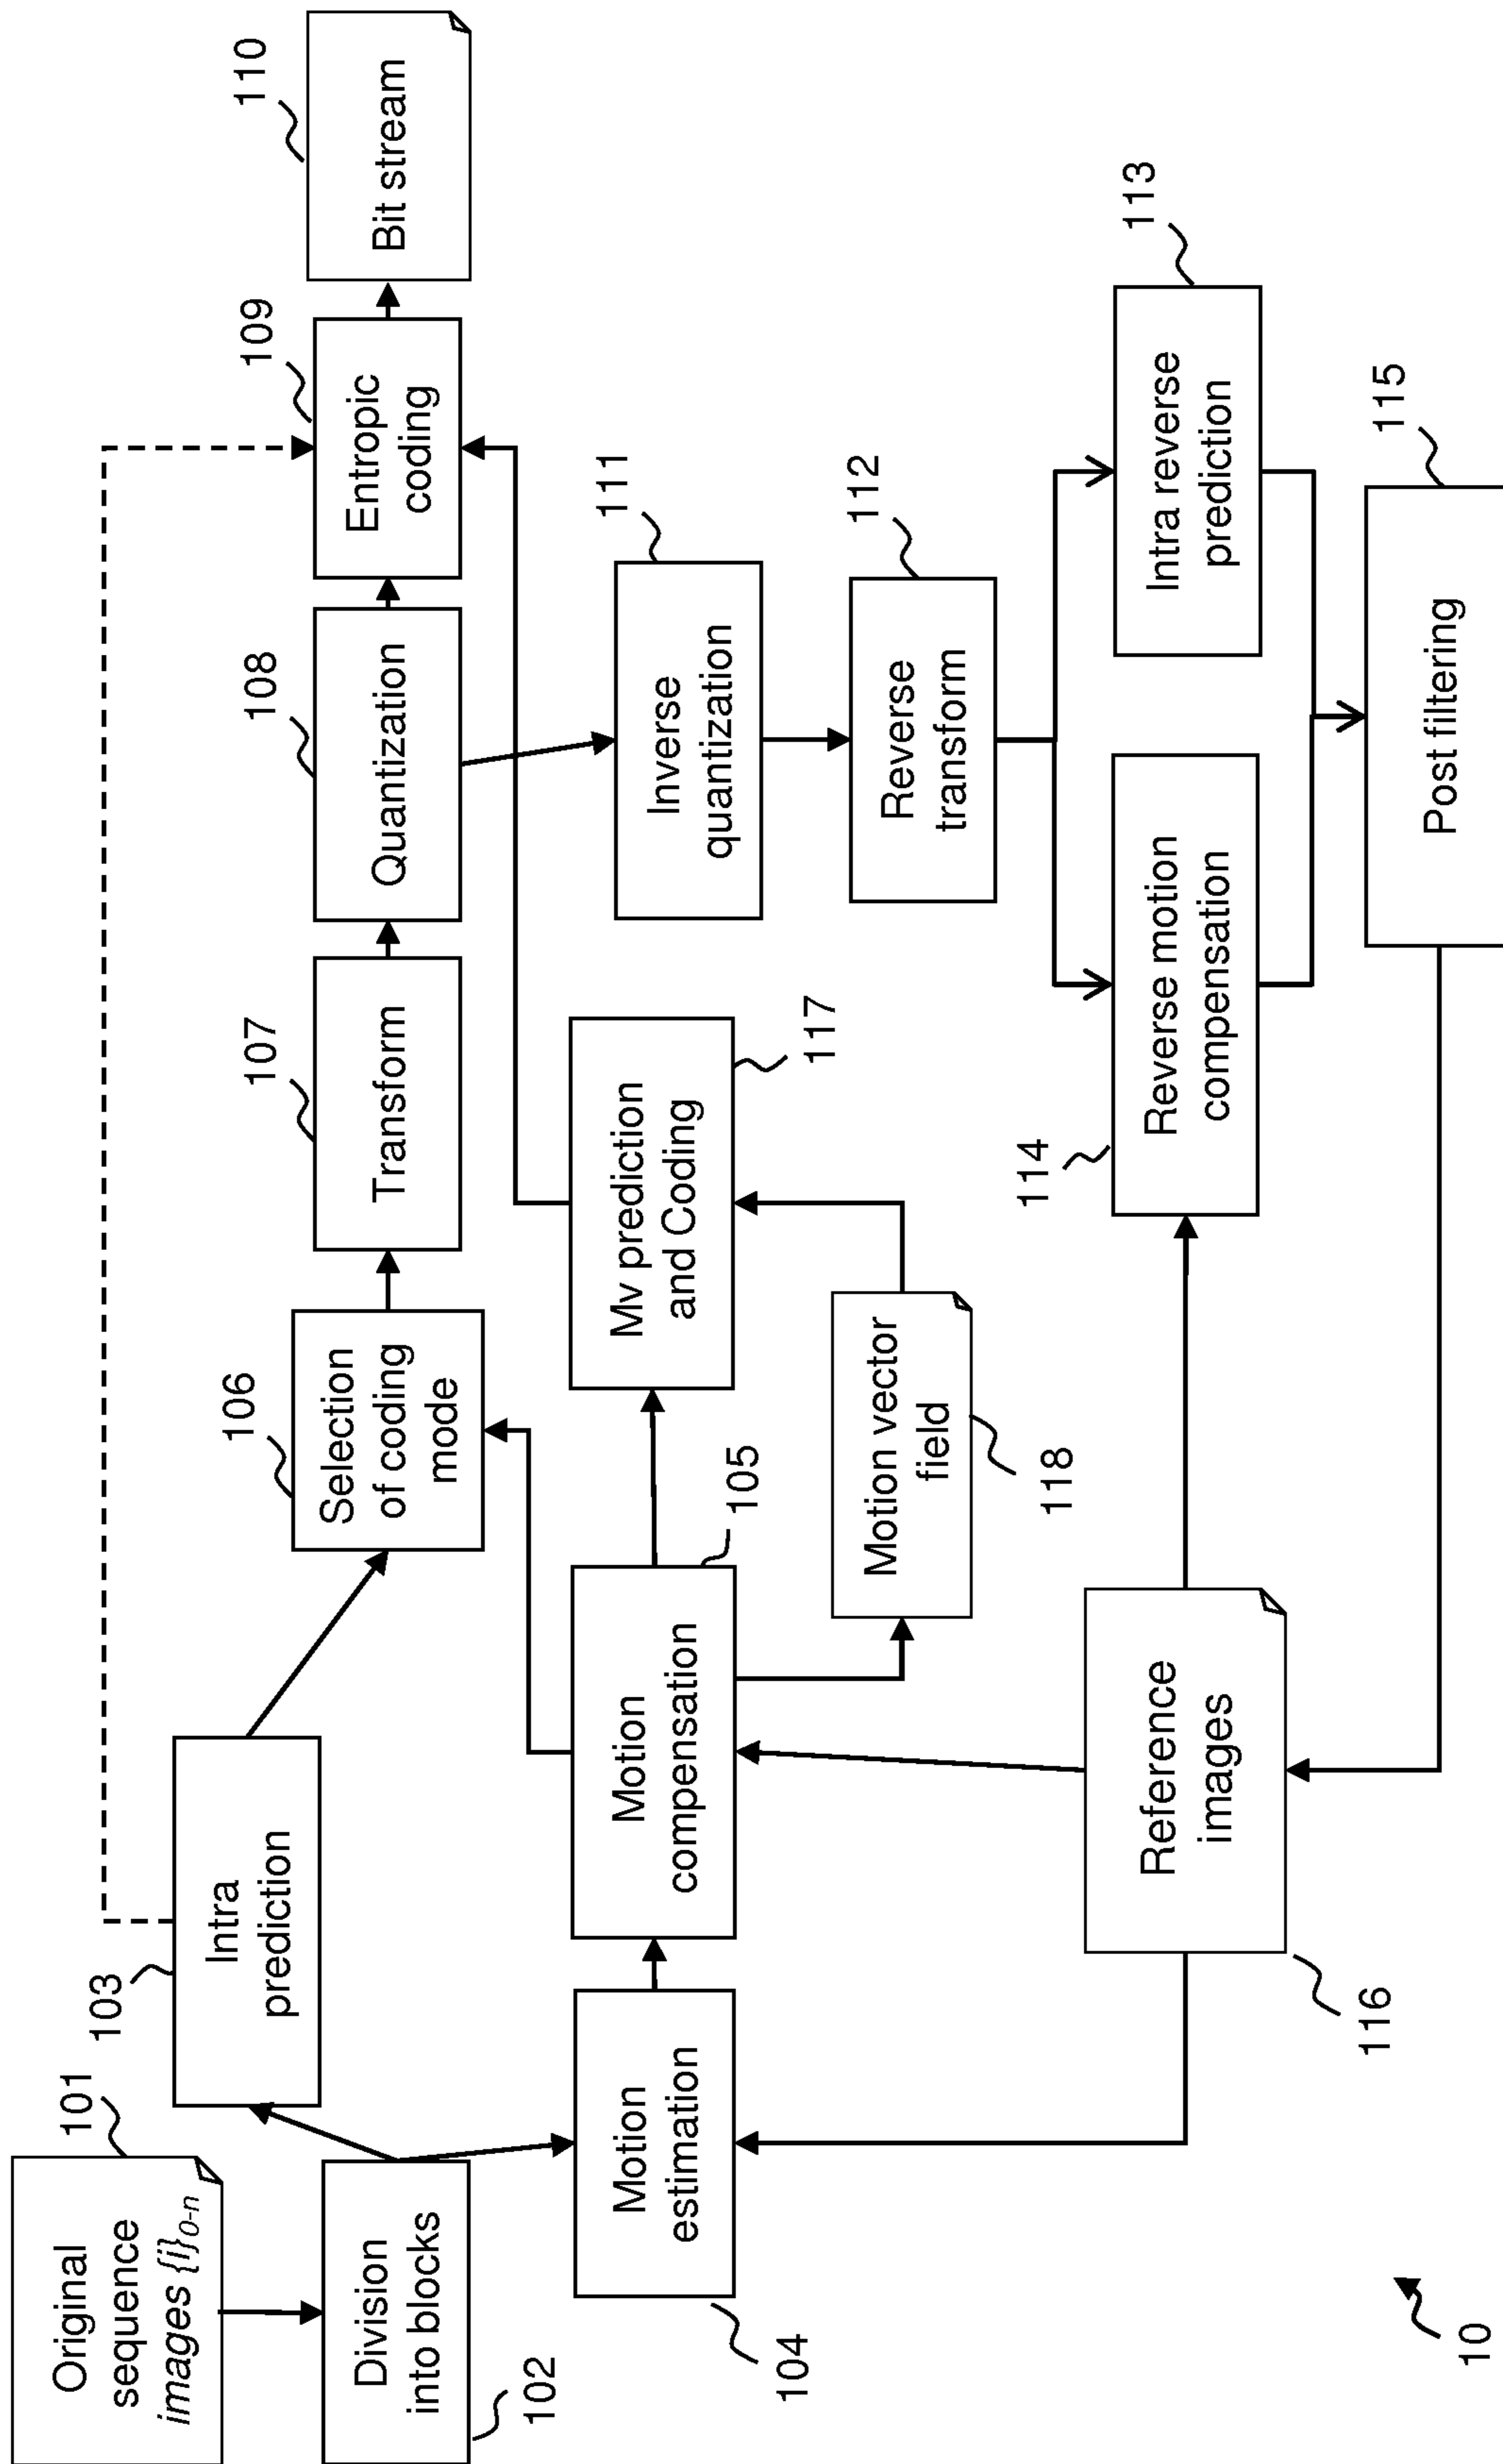 101
Original
sequence
images {i}0-n
Division
into blocks
102
103
Intra
prediction
Motion
estimation
104
Motion
compensation
105
106
Selection
of coding
mode
107
Transform
108
Quantization
109
Entropic
coding
110
Bit stream
Mv prediction
and Coding
117
Motion vector
field
118
111
Inverse
quantization
112
Reverse
transform
113
Intra reverse
prediction
114
Reverse motion
compensation
115
Post filtering
Reference
images
116
10